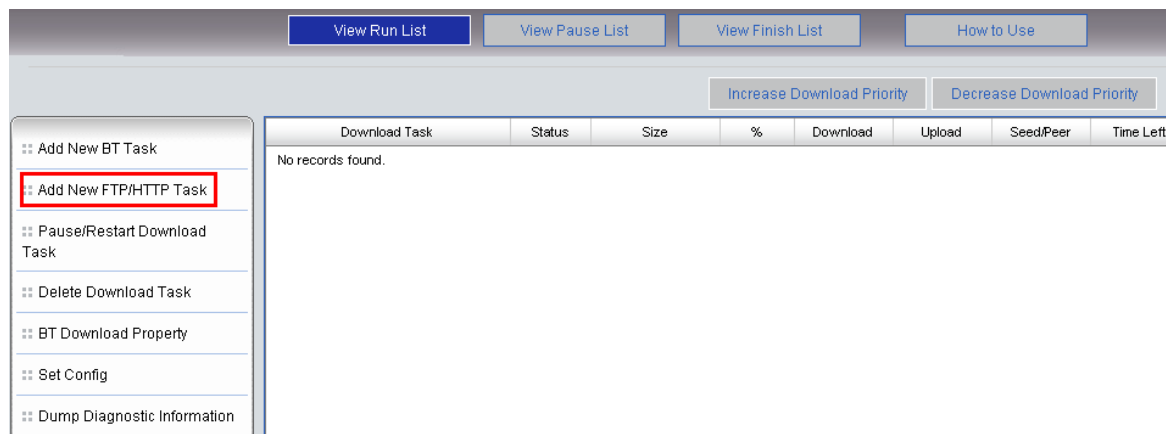 View Run List
View Pause List
View Finish List
How to Use
Increase Download Priority
Decrease Download Priority
Add New BT Task
Add New FTP/HTTP Task
Pause/Restart Download
Task
Delete Download Task
BT Download Property
Set Config
Dump Diagnostic Information
Download Task Status Size % Download Upload Seed/Peer Time Left
No records found.